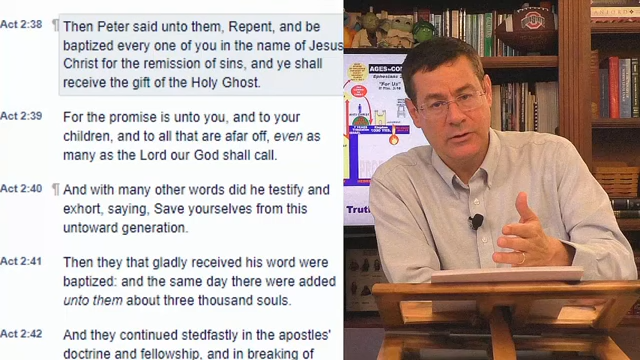 Act 2:38 ¶ Then Peter said unto them, Repent, and be
baptized every one of you in the name of Jesus
Christ for the remission of sins, and ye shall
receive the gift of the Holy Ghost.
Act 2:39 For the promise is unto you, and to your
children, and to all that are afar off, even as
many as the Lord our God shall call.
Act 2:40 ¶ And with many other words did he testify and
exhort, saying, Save yourselves from this
untoward generation.
Act 2:41 Then they that gladly received his word were
baptized: and the same day there were added
unto them about three thousand souls.
Act 2:42 And they continued stedfastly in the apostles'
doctrine and fellowship, and in breaking of
AGES
Ephesians
"For Us"
Truth